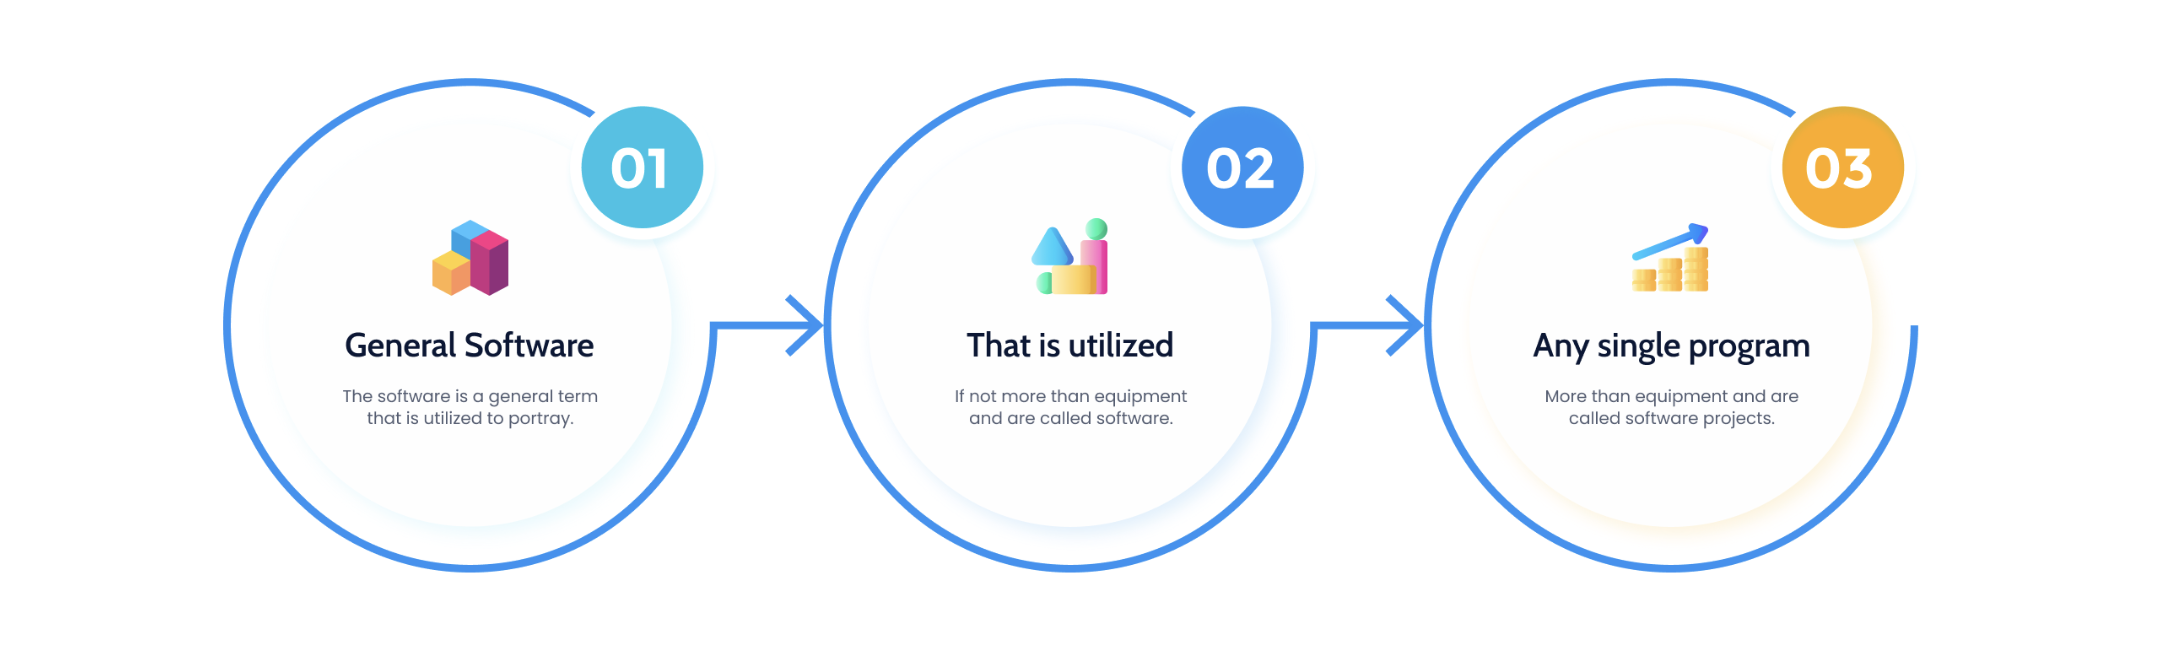 01
General Software
The software is a general term
that is utilized to portray.
02
That is utilized
If not more than equipment
and are called software.
03
Any single program
More than equipment and are
called software projects.